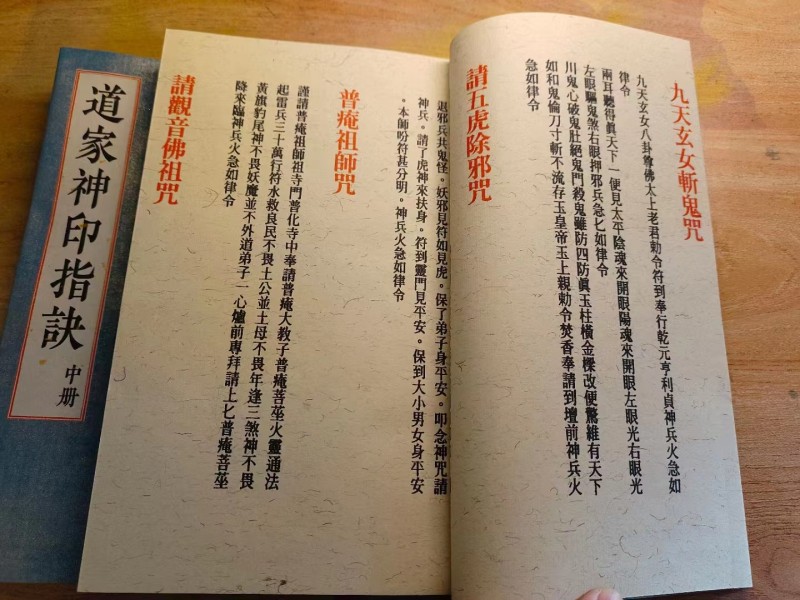 九天玄女斬鬼咒
九天玄女八卦尊佛太上老君勅令符到奉行乾元亨利貞神兵火急如
律令
兩耳聽得眞天下一便見太平陰魂來開眼陽魂來開眼左眼光右眼光
左眼驅鬼煞右眼押邪兵急匕如律令
川鬼心破鬼肚絕鬼門殺鬼雖防四防眞玉柱橫金樑改便驚維有天下
如和鬼倫刀寸斬不流存玉皇帝玉上親勅令焚香奉請到壇前神兵火
急如律令
請五虎除邪咒
退邪兵共鬼怪。妖邪見符如見虎。保了弟子身平安。叩念神咒請
神兵。請了虎神來扶身。符到靈門見平安。保到大小男女身平安
。本師吩符甚分明。神兵火急如律令
普庵祖師咒
謹請普庵祖師祖寺門普化寺中奉請普庵大教子普庵菩垩火靈通法
起雷兵三十萬行符水救良民不畏土公並土母不畏年逢三煞神不畏
黃旗豹尾神不畏妖魔並不外道弟子一心爐前專拜請上匕普庵菩垩
降來臨神兵火急如律令
請觀音佛祖咒
道家神印指訣
中册